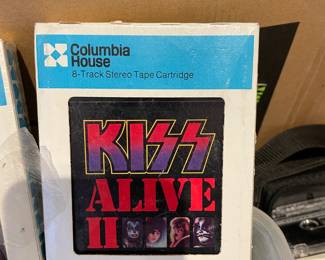 Columbia
House
8-Track Stereo Tape Cartridge
KISS
ALIVE
II